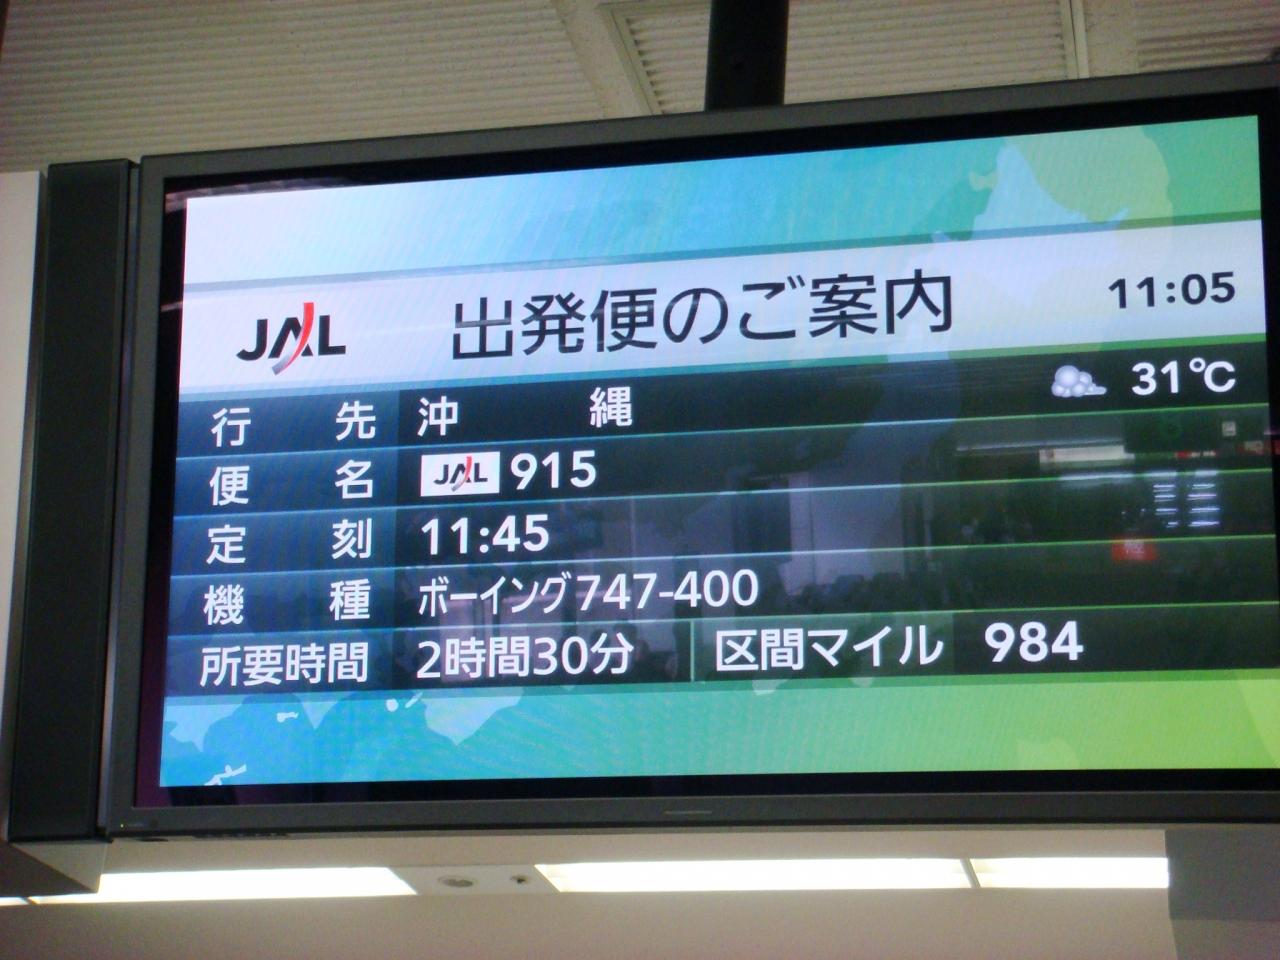 JAL 出発便のご案内 11:05
行先 沖縄 31℃
便名 JAL 915
定刻 11:45
機種 ボーイング747-400
所要時間 2時間30分 区間マイル 984